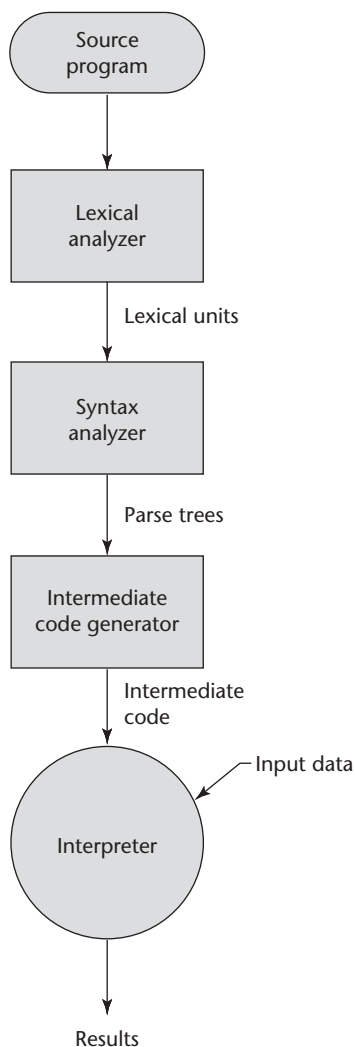 Source
program
Lexical
analyzer
Lexical units
Syntax
analyzer
Parse trees
Intermediate
code generator
Intermediate
code
Input data
Interpreter
Results